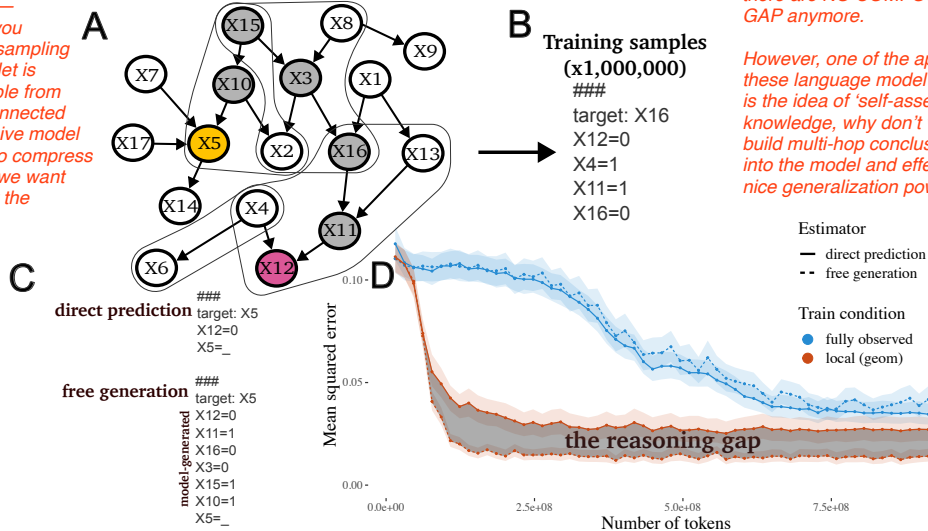 you
sampling
let is
ple from
nnected
ive model
o compress
we want
the
A
X15
X8
X9
X7
X10
X3
X1
X17
X5
X2
X16
X13
X14
X4
X11
X6
X12
B
Training samples
(x1,000,000)
###
target: X16
X12=0
X4=1
X11=1
X16=0
GAP anymore.
However, one of the ap
these language model
is the idea of 'self-asse
knowledge, why don't
build multi-hop conclus
into the model and effe
nice generalization pow
C
direct prediction
###
target: X5
X12=0
X5=_
free generation
###
target: X5
model-generated
X12=0
X11=1
X16=0
X3=0
X15=1
X10=1
X5=_
D
Mean squared error
0.10
0.05
0.00
the reasoning gap
0.0e+00
2.5e+08
5.0e+08
7.5e+08
Number of tokens
Estimator
direct prediction
free generation
Train condition
fully observed
local (geom)